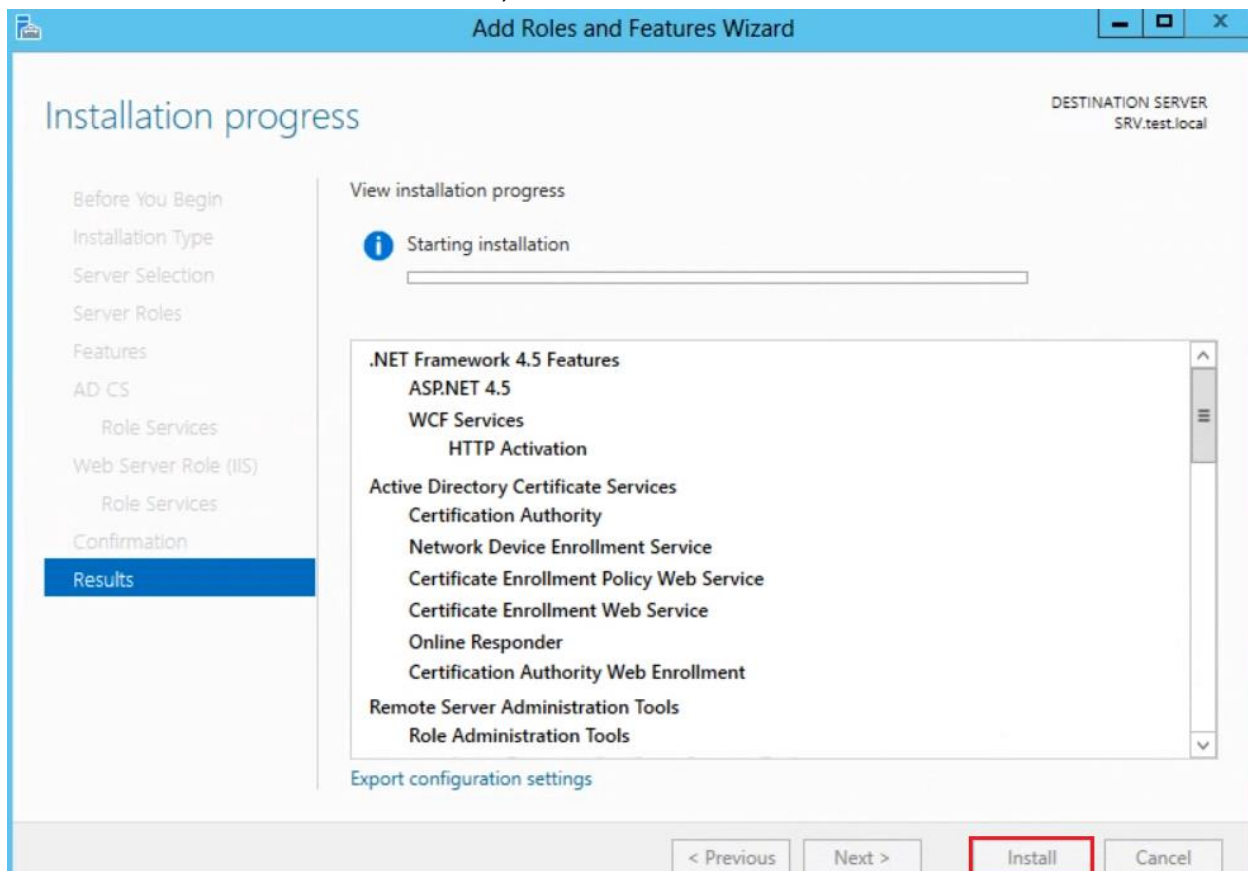 Add Roles and Features Wizard
Installation progress
DESTINATION SERVER
SRV.test.local
Before You Begin
Installation Type
Server Selection
Server Roles
Features
AD CS
Role Services
Web Server Role (IIS)
Role Services
Confirmation
Results
View installation progress
Starting installation
.NET Framework 4.5 Features
ASP.NET 4.5
WCF Services
HTTP Activation
Active Directory Certificate Services
Certification Authority
Network Device Enrollment Service
Certificate Enrollment Policy Web Service
Certificate Enrollment Web Service
Online Responder
Certification Authority Web Enrollment
Remote Server Administration Tools
Role Administration Tools
Export configuration settings
< Previous Next > Install Cancel